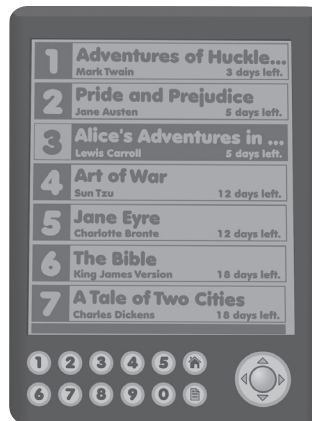 1 Adventures of Huckle...
Mark Twain 3 days left.
2 Pride and Prejudice
Jane Austen 5 days left.
3 Alice's Adventures in ...
Lewis Carroll 5 days left.
4 Art of War
Sun Tzu 12 days left.
5 Jane Eyre
Charlotte Bronte 12 days left.
6 The Bible
King James Version 18 days left.
7 A Tale of Two Cities
Charles Dickens 18 days left.
1 2 3 4 5
6 7 8 9 0